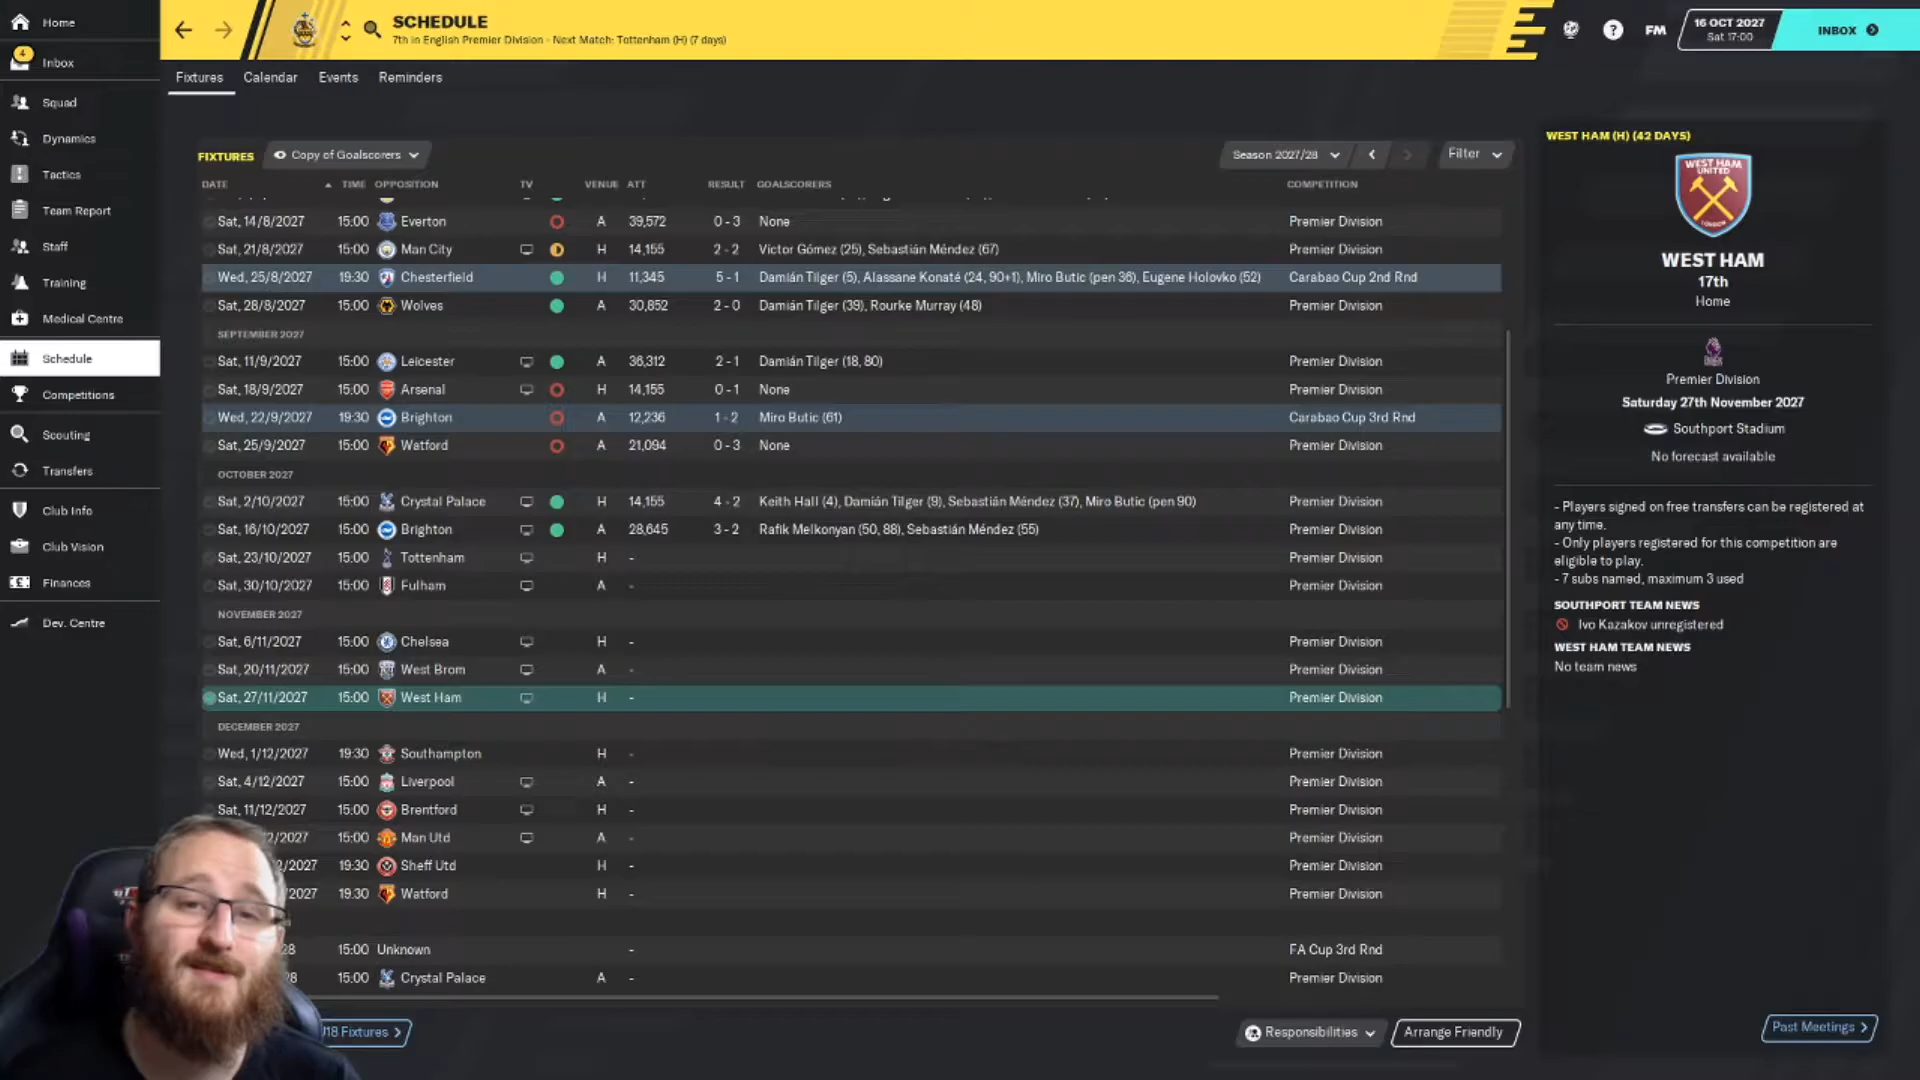 Home
4
Inbox
Squad
Dynamics
Tactics
Team Report
Staff
Training
Medical Centre
Schedule
Competitions
Scouting
Transfers
Club Info
Club Vision
Finances
Dev. Centre
SCHEDULE
7th in English Premier Division - Next Match: Tottenham (H) (7 days)
FM
16 OCT 2027
Sat 17:00
INBOX
Fixtures Calendar Events Reminders
FIXTURES Copy of Goalscorers Season 2027/28 Filter
DATE TIME OPPOSITION TV VENUE ATT RESULT GOALSCORERS COMPETITION
Sat, 14/8/2027 15:00 Everton A 39,572 0 - 3 None Premier Division
Sat, 21/8/2027 15:00 Man City H 14,155 2 - 2 Víctor Gómez (25), Sebastián Méndez (67) Premier Division
Wed, 25/8/2027 19:30 Chesterfield H 11,345 5 - 1 Damián Tilger (5), Alassane Konaté (24, 90+1), Miro Butic (pen 36), Eugene Holovko (52) Carabao Cup 2nd Rnd
Sat, 28/8/2027 15:00 Wolves A 30,852 2 - 0 Damián Tilger (39), Rourke Murray (48) Premier Division
SEPTEMBER 2027
Sat, 11/9/2027 15:00 Leicester A 36,312 2 - 1 Damián Tilger (18, 80) Premier Division
Sat, 18/9/2027 15:00 Arsenal H 14,155 0 - 1 None Premier Division
Wed, 22/9/2027 19:30 Brighton A 12,236 1 - 2 Miro Butic (61) Carabao Cup 3rd Rnd
Sat, 25/9/2027 15:00 Watford A 21,094 0 - 3 None Premier Division
OCTOBER 2027
Sat, 2/10/2027 15:00 Crystal Palace H 14,155 4 - 2 Keith Hall (4), Damián Tilger (9), Sebastián Méndez (37), Miro Butic (pen 90) Premier Division
Sat, 16/10/2027 15:00 Brighton A 28,645 3 - 2 Rafik Melkonyan (50, 88), Sebastián Méndez (55) Premier Division
Sat, 23/10/2027 15:00 Tottenham H - Premier Division
Sat, 30/10/2027 15:00 Fulham A - Premier Division
NOVEMBER 2027
Sat, 6/11/2027 15:00 Chelsea H - Premier Division
Sat, 20/11/2027 15:00 West Brom A - Premier Division
Sat, 27/11/2027 15:00 West Ham H - Premier Division
DECEMBER 2027
Wed, 1/12/2027 19:30 Southampton H - Premier Division
Sat, 4/12/2027 15:00 Liverpool A - Premier Division
Sat, 11/12/2027 15:00 Brentford H - Premier Division
2/2027 15:00 Man Utd A - Premier Division
2/2027 19:30 Sheff Utd H - Premier Division
/2027 19:30 Watford H - Premier Division
28 15:00 Unknown - FA Cup 3rd Rnd
28 15:00 Crystal Palace A - Premier Division
U18 Fixtures Responsibilities Arrange Friendly
WEST HAM (H) (42 DAYS)
WEST HAM
UNITED
LONDON
WEST HAM
17th
Home
Premier Division
Saturday 27th November 2027
Southport Stadium
No forecast available
- Players signed on free transfers can be registered at
any time.
- Only players registered for this competition are
eligible to play.
- 7 subs named, maximum 3 used
SOUTHPORT TEAM NEWS
Ivo Kazakov unregistered
WEST HAM TEAM NEWS
No team news
Past Meetings